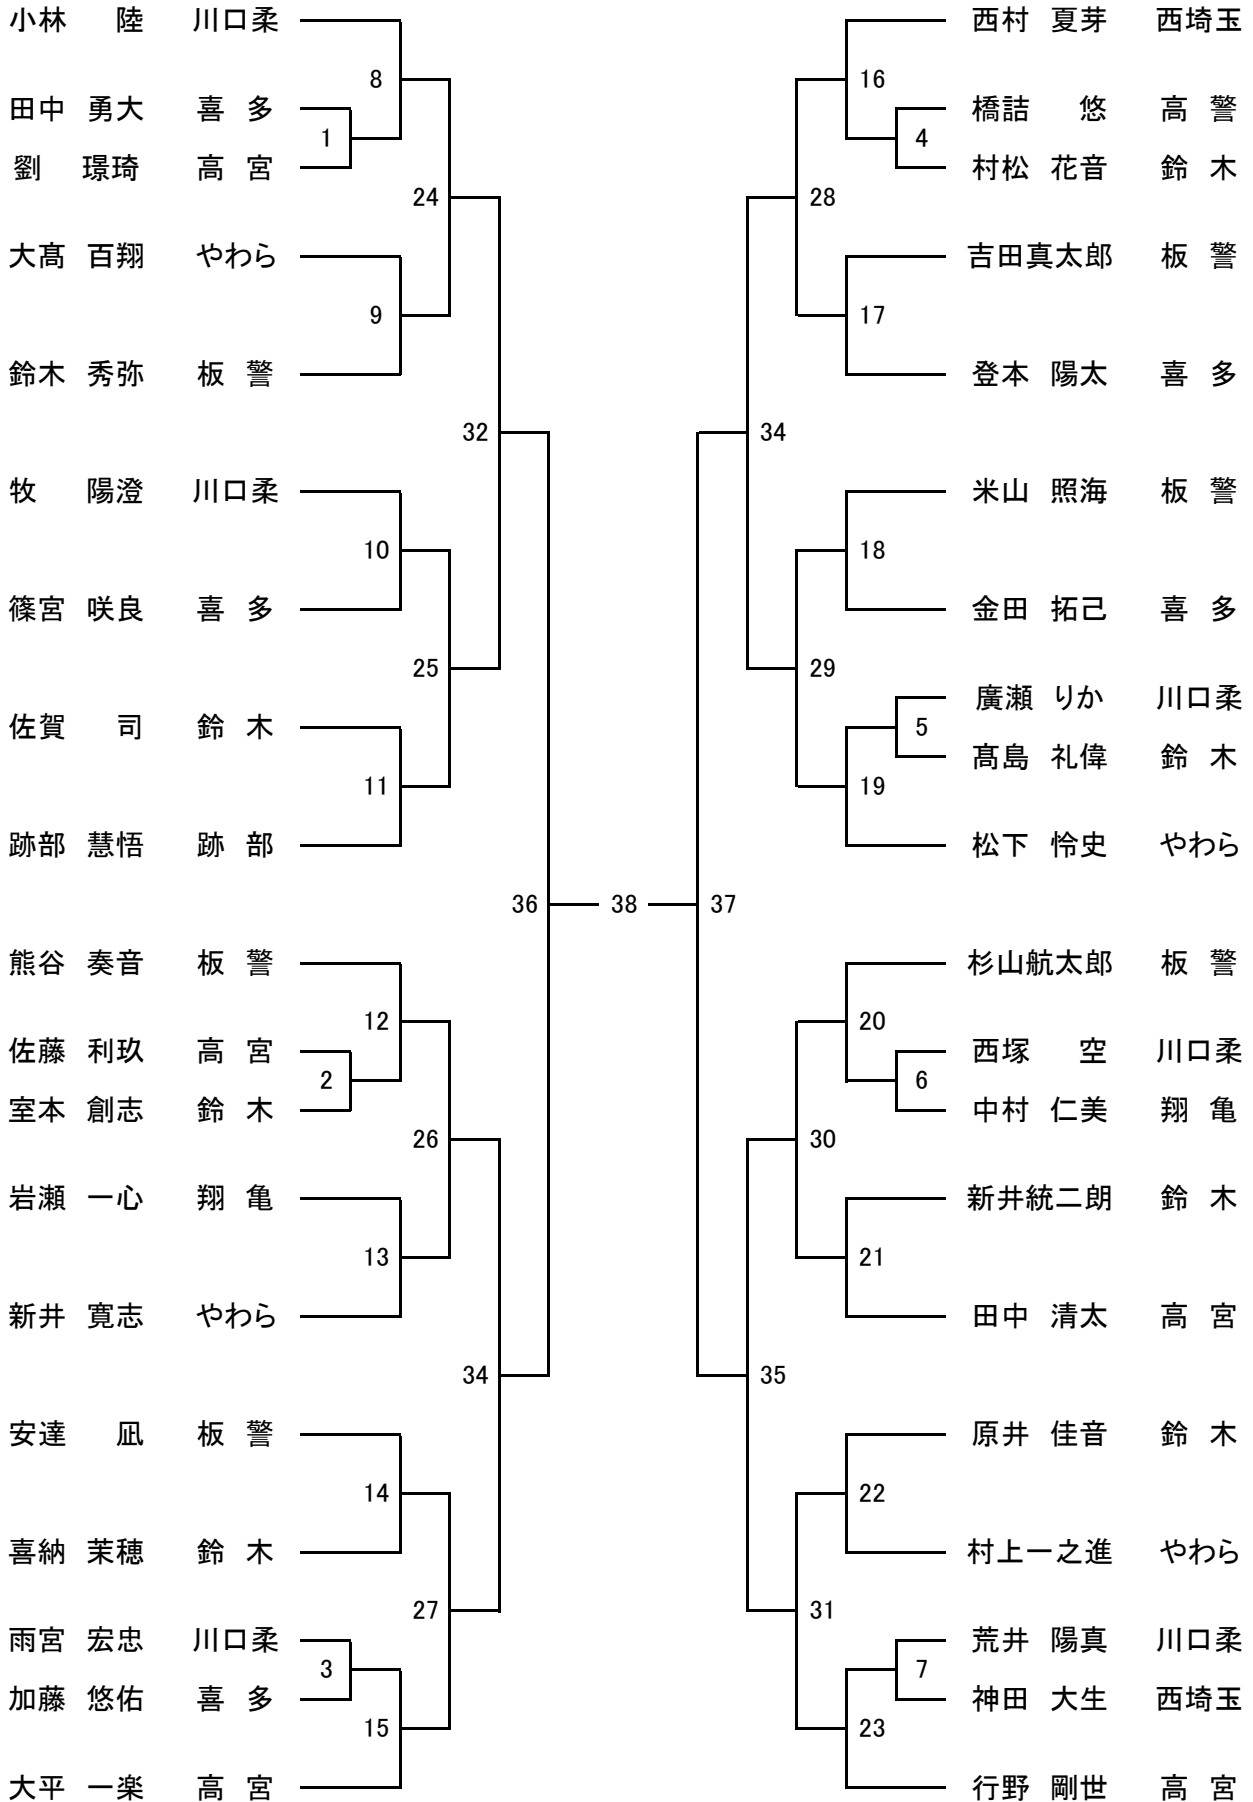 小林 陸 川口柔
8
田中 勇大 喜 多
1
劉 璟琦 高 宮
24
大髙 百翔 やわら
9
鈴木 秀弥 板 警
32
牧 陽澄 川口柔
10
篠宮 咲良 喜 多
25
佐賀 司 鈴 木
11
跡部 慧悟 跡 部
36
熊谷 奏音 板 警
12
佐藤 利玖 高 宮
2
室本 創志 鈴 木
26
岩瀬 一心 翔 亀
13
新井 寛志 やわら
34
安達 凪 板 警
14
喜納 茉穂 鈴 木
27
雨宮 宏忠 川口柔
3
加藤 悠佑 喜 多
15
大平 一楽 高 宮
38
西村 夏芽 西埼玉
16
橋詰 悠 高 警
4
村松 花音 鈴 木
28
吉田真太郎 板 警
17
登本 陽太 喜 多
34
米山 照海 板 警
18
金田 拓己 喜 多
29
廣瀬 りか 川口柔
5
髙島 礼偉 鈴 木
19
松下 怜史 やわら
37
杉山航太郎 板 警
20
西塚 空 川口柔
6
中村 仁美 翔 亀
30
新井統二朗 鈴 木
21
田中 清太 高 宮
35
原井 佳音 鈴 木
22
村上一之進 やわら
31
荒井 陽真 川口柔
7
神田 大生 西埼玉
23
行野 剛世 高 宮